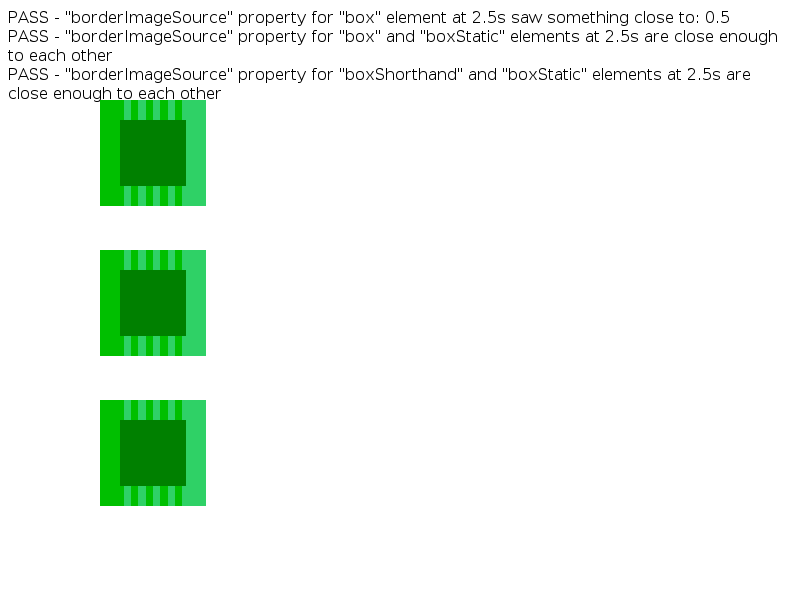 PASS - "borderImageSource" property for "box" element at 2.5s saw something close to: 0.5
PASS - "borderImageSource" property for "box" and "boxStatic" elements at 2.5s are close enough
to each other
PASS - "borderImageSource" property for "boxShorthand" and "boxStatic" elements at 2.5s are
close enough to each other